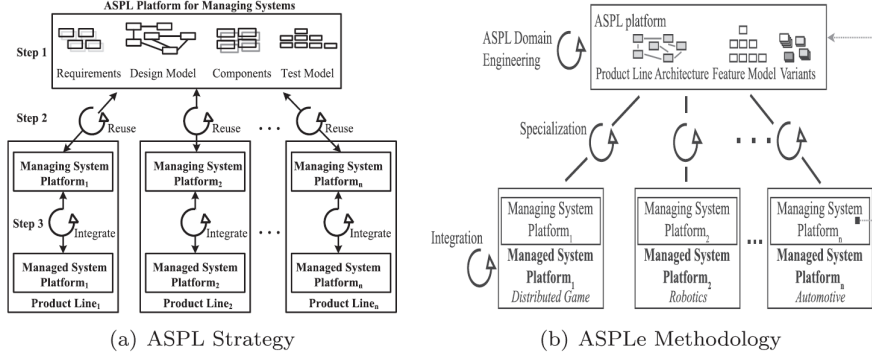 ASPL Platform for Managing Systems
Step 1
Requirements Design Model Components Test Model
Step 2
Reuse Reuse ... Reuse
Managing System Platform₁
Managing System Platform₂
Managing System Platformₙ
Step 3
Integrate Integrate ... Integrate
Managed System Platform₁
Managed System Platform₂
Managed System Platformₙ
Product Line₁ Product Line₂ Product Lineₙ
(a) ASPL Strategy
ASPL platform
ASPL Domain
Engineering
Product Line Architecture Feature Model Variants
Specialization
Managing System Platform₁
Managing System Platform₂
Managing System Platformₙ
Integration
Managed System Platform₁
Distributed Game
Managed System Platform₂
Robotics
...
Managed System Platformₙ
Automotive
(b) ASPLe Methodology